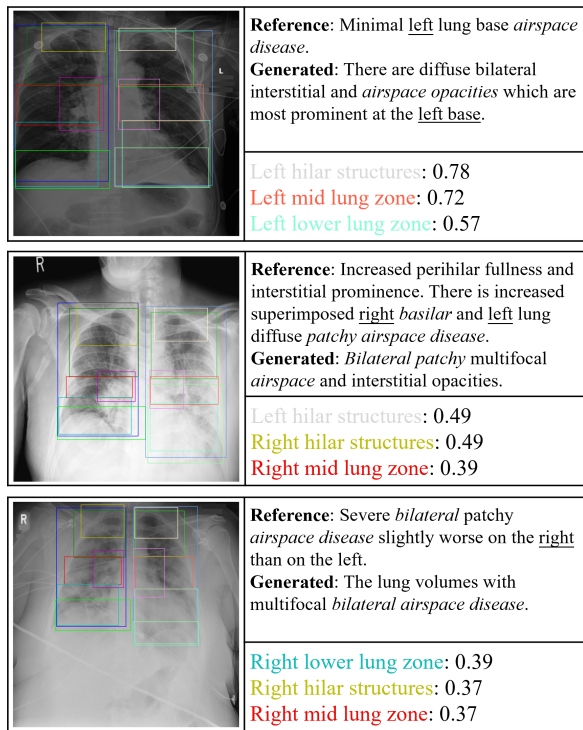 L
Reference: Minimal left lung base airspace
disease.
Generated: There are diffuse bilateral
interstitial and airspace opacities which are
most prominent at the left base.
Left hilar structures: 0.78
Left mid lung zone: 0.72
Left lower lung zone: 0.57
R
Reference: Increased perihilar fullness and
interstitial prominence. There is increased
superimposed right basilar and left lung
diffuse patchy airspace disease.
Generated: Bilateral patchy multifocal
airspace and interstitial opacities.
Left hilar structures: 0.49
Right hilar structures: 0.49
Right mid lung zone: 0.39
R
Reference: Severe bilateral patchy
airspace disease slightly worse on the right
than on the left.
Generated: The lung volumes with
multifocal bilateral airspace disease.
Right lower lung zone: 0.39
Right hilar structures: 0.37
Right mid lung zone: 0.37